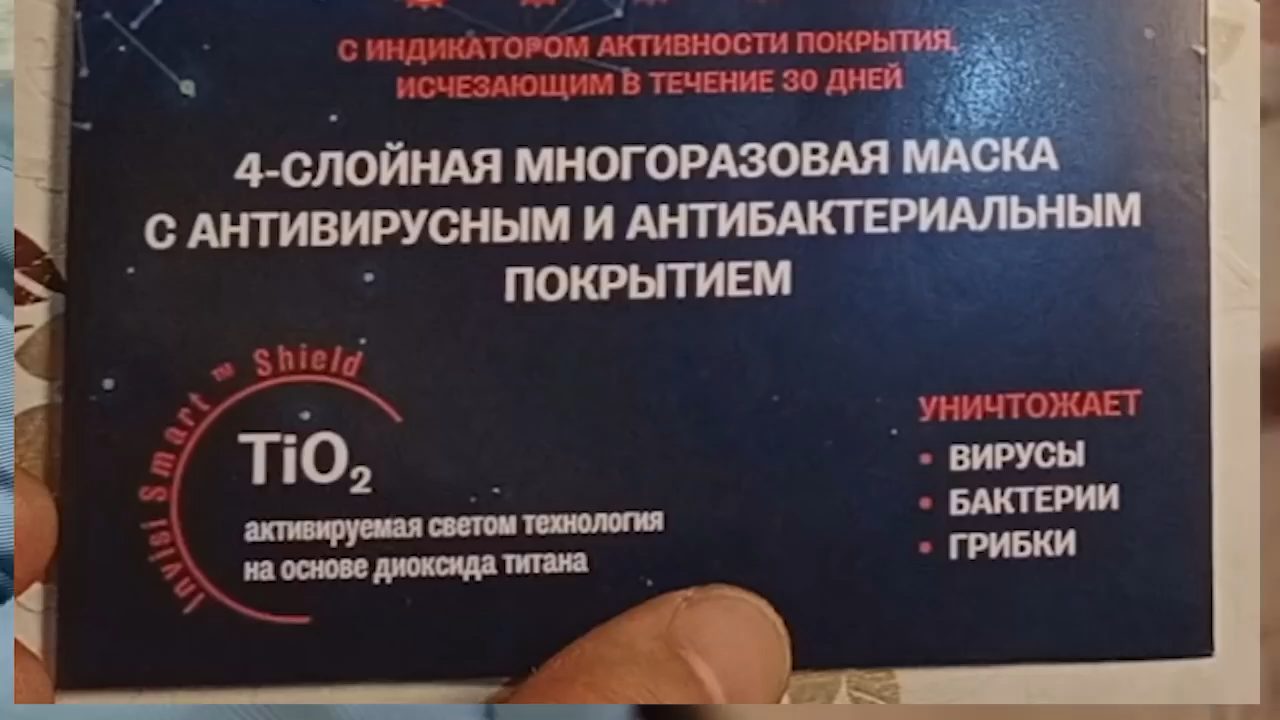 С ИНДИКАТОРОМ АКТИВНОСТИ ПОКРЫТИЯ,
ИСЧЕЗАЮЩИМ В ТЕЧЕНИЕ 30 ДНЕЙ
4-СЛОЙНАЯ МНОГОРАЗОВАЯ МАСКА
С АНТИВИРУСНЫМ И АНТИБАКТЕРИАЛЬНЫМ
ПОКРЫТИЕМ
Invisi Smart ™ Shield
TiO₂
активируемая светом технология
на основе диоксида титана
УНИЧТОЖАЕТ
• ВИРУСЫ
• БАКТЕРИИ
• ГРИБКИ